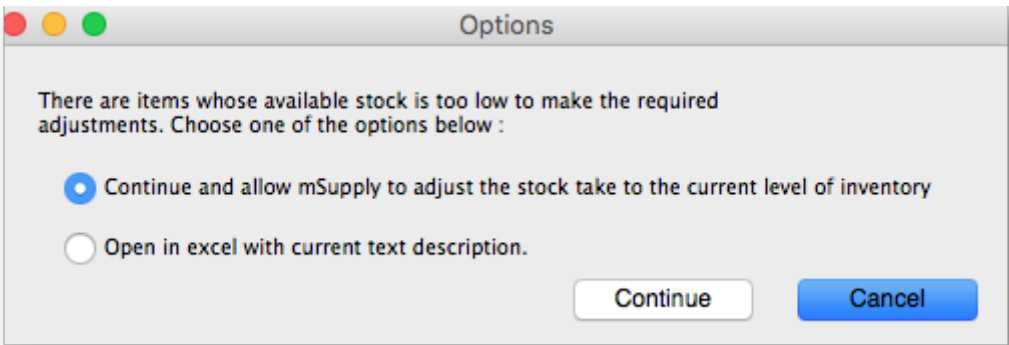 Options
There are items whose available stock is too low to make the required
adjustments. Choose one of the options below :
Continue and allow mSupply to adjust the stock take to the current level of inventory
Open in excel with current text description.
Continue Cancel